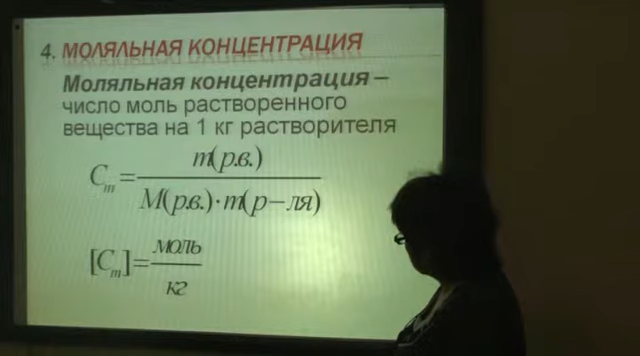 4. МОЛЯЛЬНАЯ КОНЦЕНТРАЦИЯ
Моляльная концентрация –
число моль растворенного
вещества на 1 кг растворителя
Cm = m(р.в.) / M(р.в.)·m(р-ля)
[Cm] = моль / кг